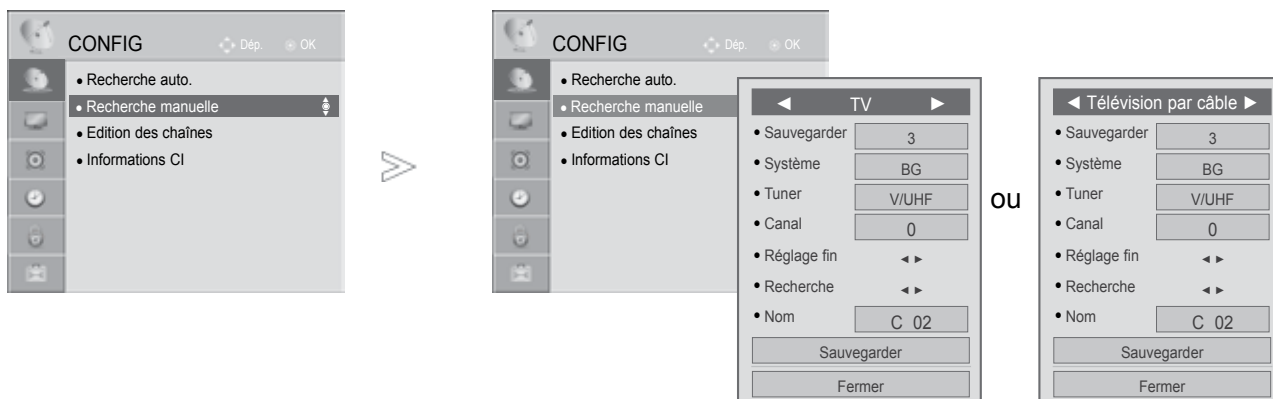 CONFIG Dép. OK
• Recherche auto.
• Recherche manuelle
• Edition des chaînes
• Informations CI
CONFIG Dép. OK
• Recherche auto.
• Recherche manuelle
• Edition des chaînes
• Informations CI
◄ TV ►
• Sauvegarder 3
• Système BG
• Tuner V/UHF
• Canal 0
• Réglage fin ◄ ►
• Recherche ◄ ►
• Nom C 02
Sauvegarder
Fermer
ou
◄ Télévision par câble ►
• Sauvegarder 3
• Système BG
• Tuner V/UHF
• Canal 0
• Réglage fin ◄ ►
• Recherche ◄ ►
• Nom C 02
Sauvegarder
Fermer